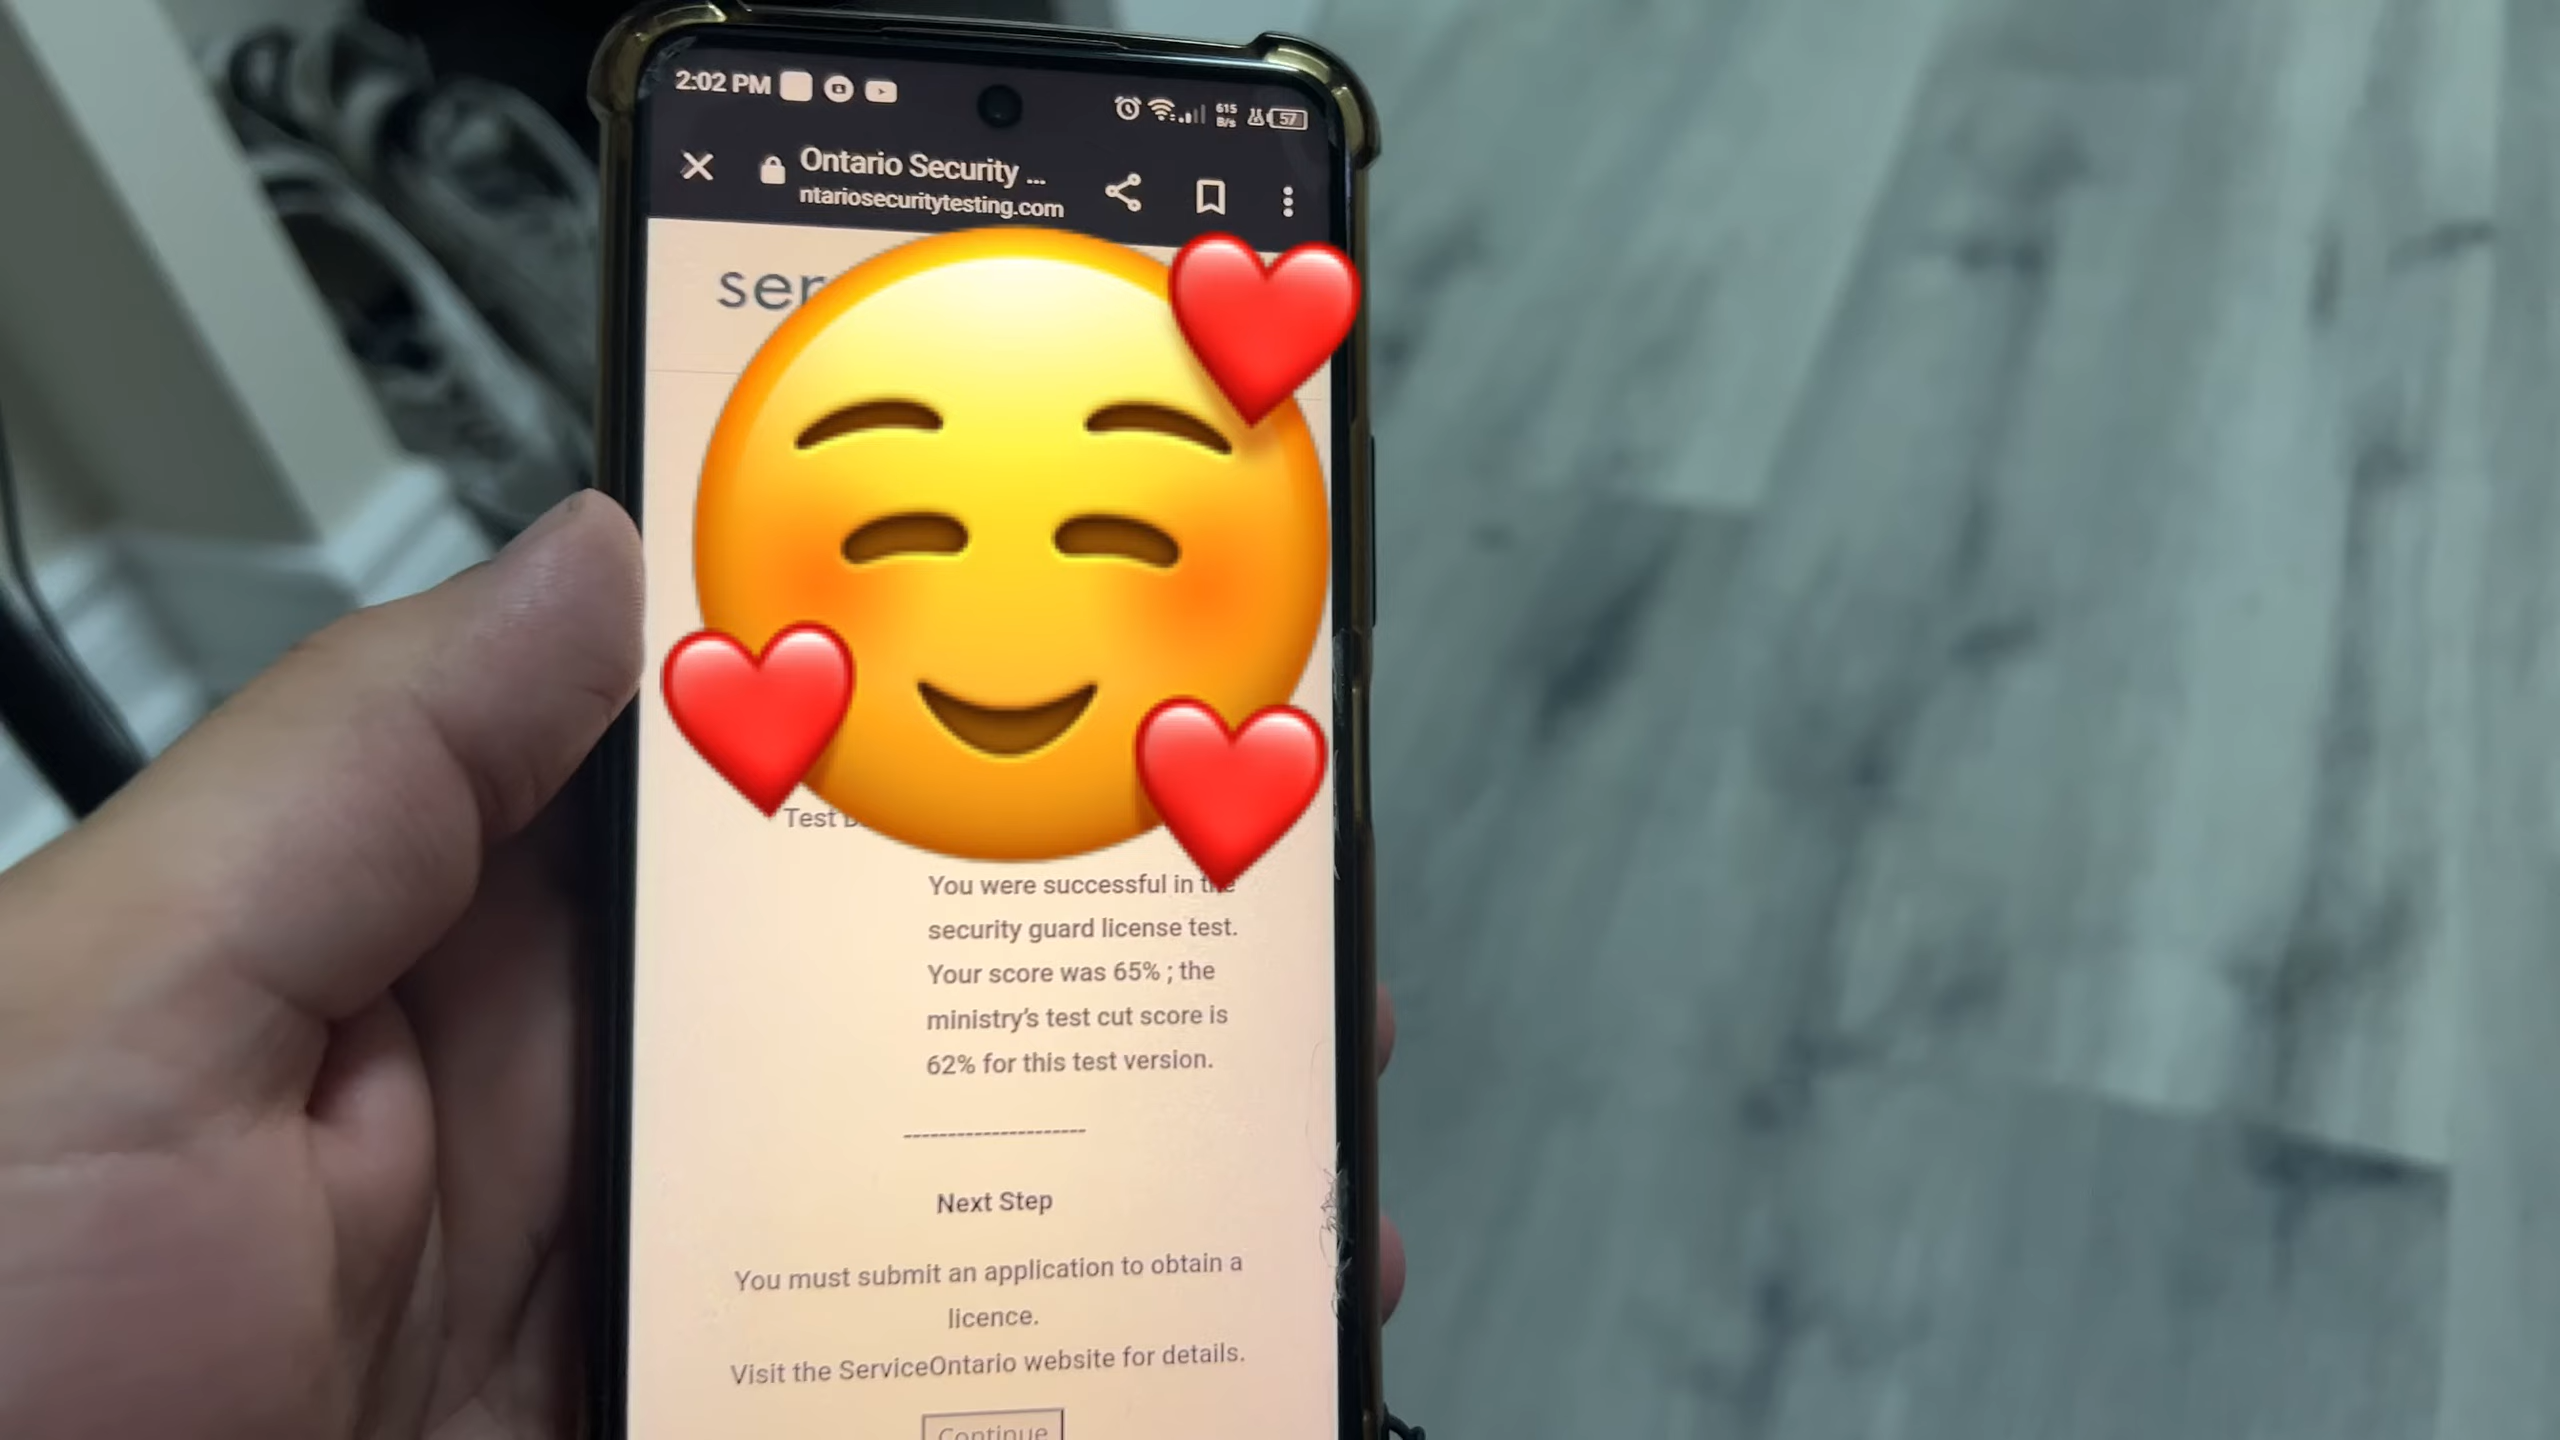 2:02 PM
615
B/s
57
Ontario Security ...
ntariosecuritytesting.com
Test
You were successful in the
security guard license test.
Your score was 65% ; the
ministry's test cut score is
62% for this test version.
---------------------
Next Step
You must submit an application to obtain a
licence.
Visit the ServiceOntario website for details.
Continue